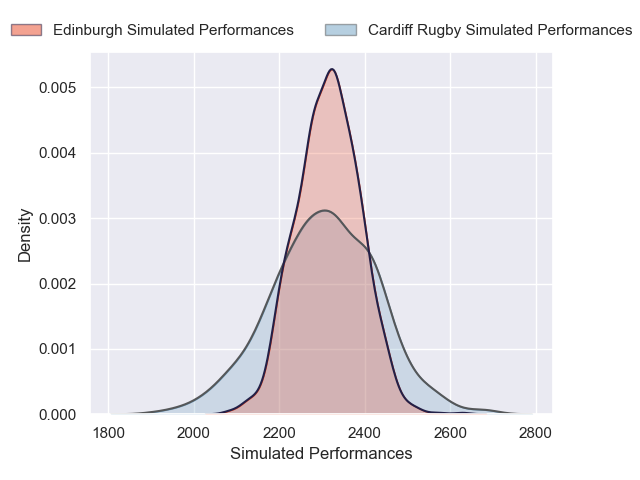 Edinburgh Simulated Performances
Cardiff Rugby Simulated Performances
0.005
0.004
0.003
0.002
0.001
0.000
Density
1800 2000 2200 2400 2600 2800
Simulated Performances